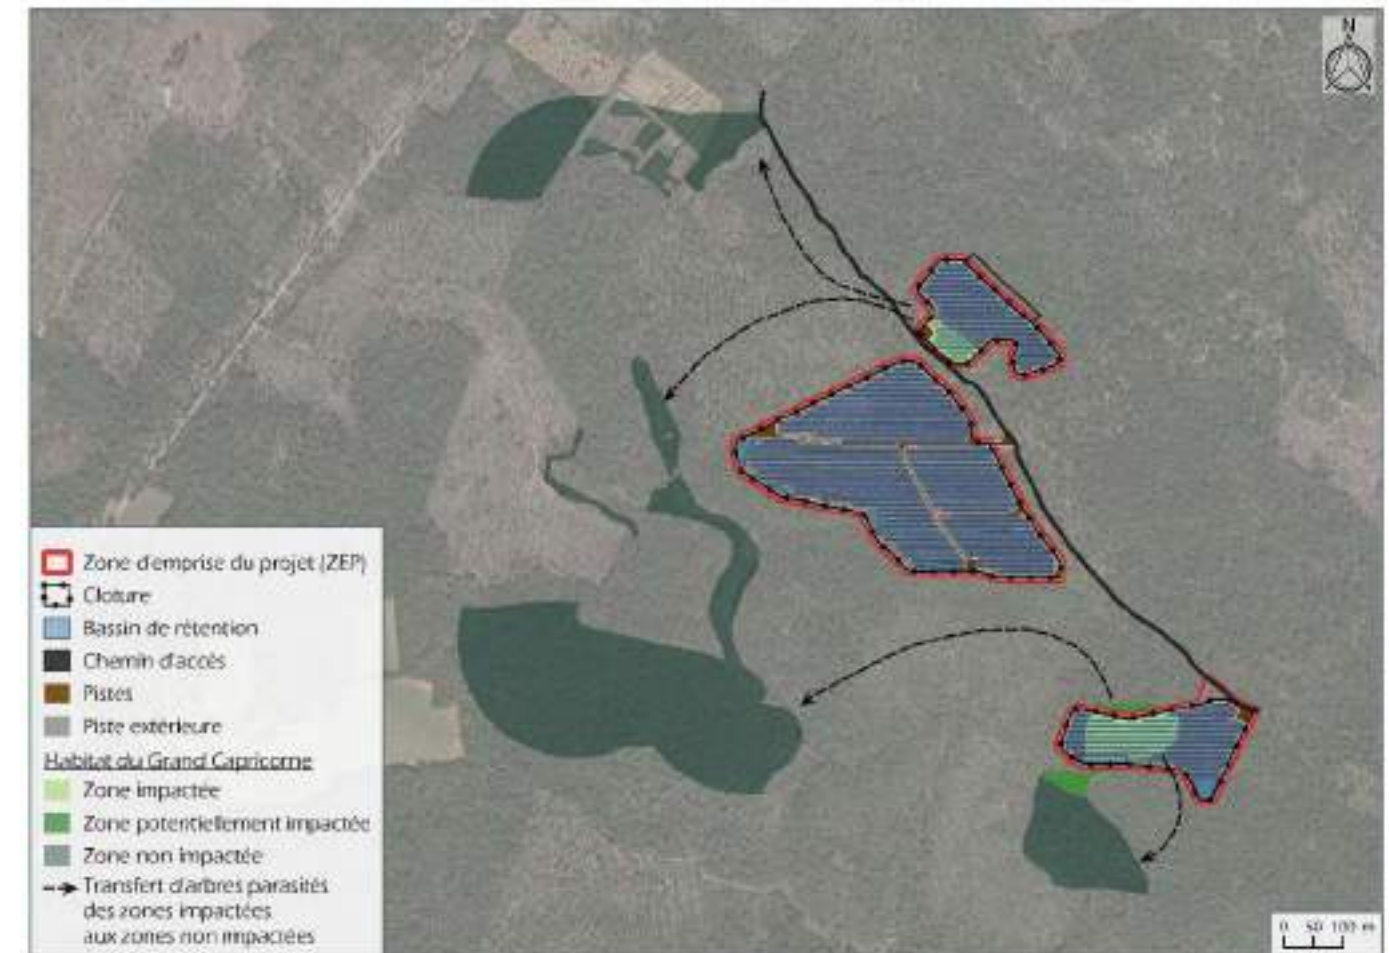 N
Zone d'emprise du projet (ZEP)
Cloture
Bassin de rétention
Chemin d'accès
Pistes
Piste extérieure
Habitat du Grand Capricorne
Zone impactée
Zone potentiellement impactée
Zone non impactée
Transfert d'arbres parasités
des zones impactées
aux zones non impactées
0 50 100 m